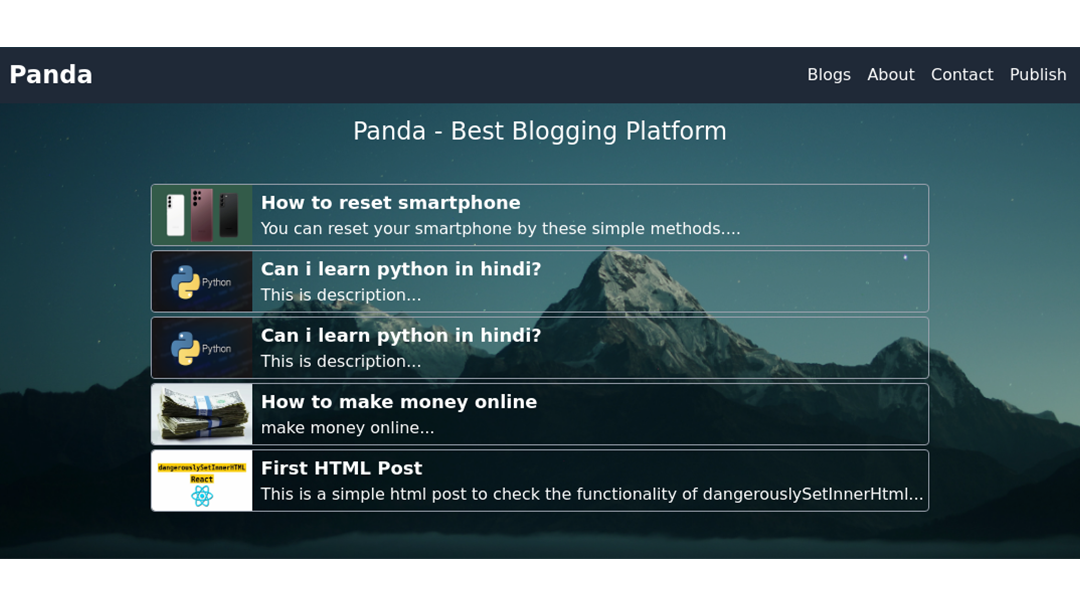 Panda
Blogs About Contact Publish
Panda - Best Blogging Platform
How to reset smartphone
You can reset your smartphone by these simple methods....
Python
Can i learn python in hindi?
This is description...
Python
Can i learn python in hindi?
This is description...
How to make money online
make money online...
dangerouslySetInnerHTML
React
First HTML Post
This is a simple html post to check the functionality of dangerouslySetInnerHtml...